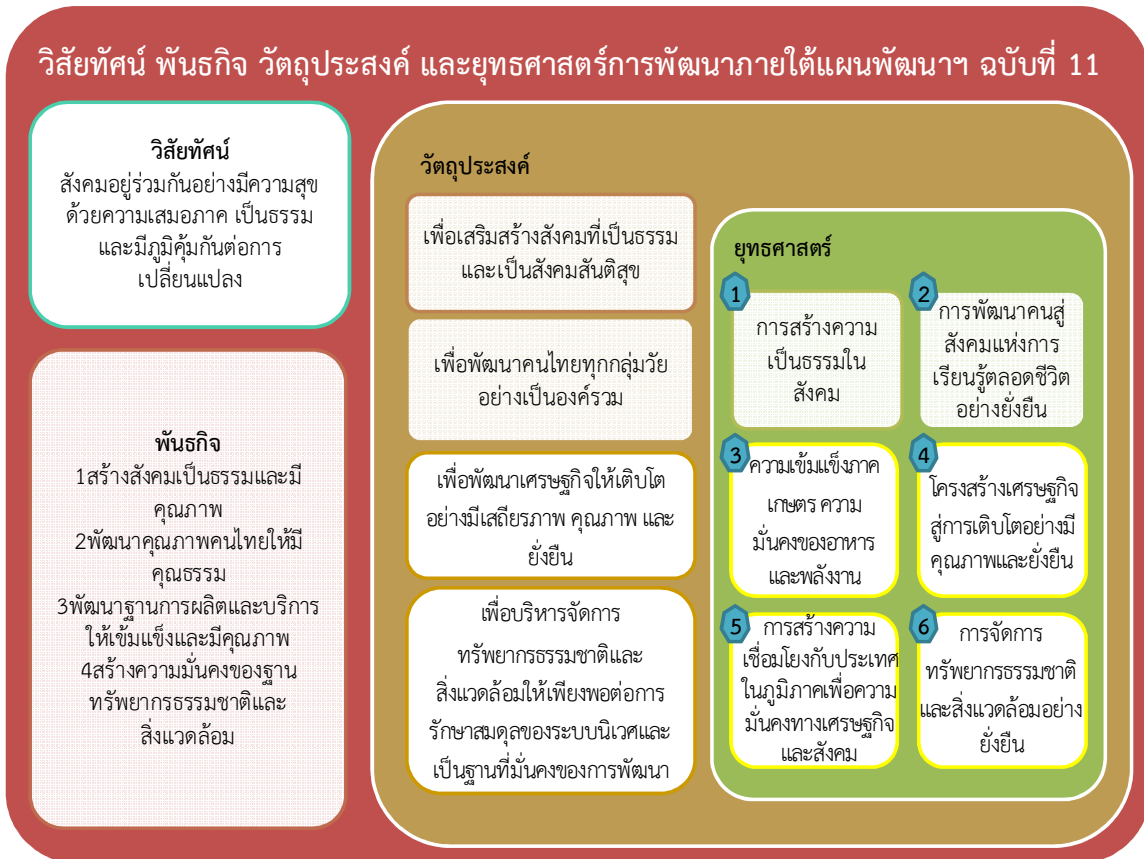 วิสัยทัศน์ พันธกิจ วัตถุประสงค์ และยุทธศาสตร์การพัฒนาภายใต้แผนพัฒนาฯ ฉบับที่ 11
วิสัยทัศน์
สังคมอยู่ร่วมกันอย่างมีความสุข
ด้วยความเสมอภาค เป็นธรรม
และมีภูมิคุ้มกันต่อการ
เปลี่ยนแปลง
พันธกิจ
1สร้างสังคมเป็นธรรมและมี
คุณภาพ
2พัฒนาคุณภาพคนไทยให้มี
คุณธรรม
3พัฒนาฐานการผลิตและบริการ
ให้เข้มแข็งและมีคุณภาพ
4สร้างความมั่นคงของฐาน
ทรัพยากรธรรมชาติและ
สิ่งแวดล้อม
วัตถุประสงค์
เพื่อเสริมสร้างสังคมที่เป็นธรรม
และเป็นสังคมสันติสุข
เพื่อพัฒนาคนไทยทุกกลุ่มวัย
อย่างเป็นองค์รวม
เพื่อพัฒนาเศรษฐกิจให้เติบโต
อย่างมีเสถียรภาพ คุณภาพ และ
ยั่งยืน
เพื่อบริหารจัดการ
ทรัพยากรธรรมชาติและ
สิ่งแวดล้อมให้เพียงพอต่อการ
รักษาสมดุลของระบบนิเวศและ
เป็นฐานที่มั่นคงของการพัฒนา
ยุทธศาสตร์
1
การสร้างความ
เป็นธรรมใน
สังคม
2
การพัฒนาคนสู่
สังคมแห่งการ
เรียนรู้ตลอดชีวิต
อย่างยั่งยืน
3
ความเข้มแข็งภาค
เกษตร ความ
มั่นคงของอาหาร
และพลังงาน
4
โครงสร้างเศรษฐกิจ
สู่การเติบโตอย่างมี
คุณภาพและยั่งยืน
5
การสร้างความ
เชื่อมโยงกับประเทศ
ในภูมิภาคเพื่อความ
มั่นคงทางเศรษฐกิจ
และสังคม
6
การจัดการ
ทรัพยากรธรรมชาติ
และสิ่งแวดล้อมอย่าง
ยั่งยืน